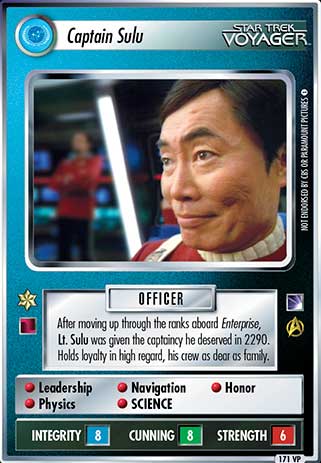 Captain Sulu
STAR TREK
VOYAGER™
NOT ENDORSED BY CBS OR PARAMOUNT PICTURES
OFFICER
After moving up through the ranks aboard Enterprise,
Lt. Sulu was given the captaincy he deserved in 2290.
Holds loyalty in high regard, his crew as dear as family.
Leadership
Navigation
Honor
Physics
SCIENCE
INTEGRITY 8
CUNNING 8
STRENGTH 6
171 VP